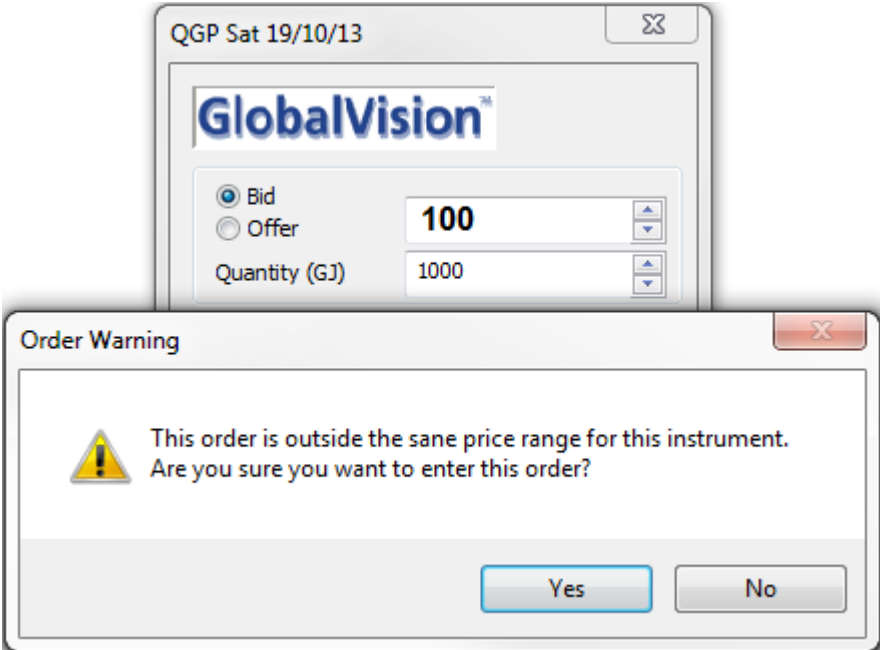 QGP Sat 19/10/13
GlobalVision™
Bid
100
Offer
Quantity (GJ)
1000
Order Warning
This order is outside the sane price range for this instrument.
Are you sure you want to enter this order?
Yes
No